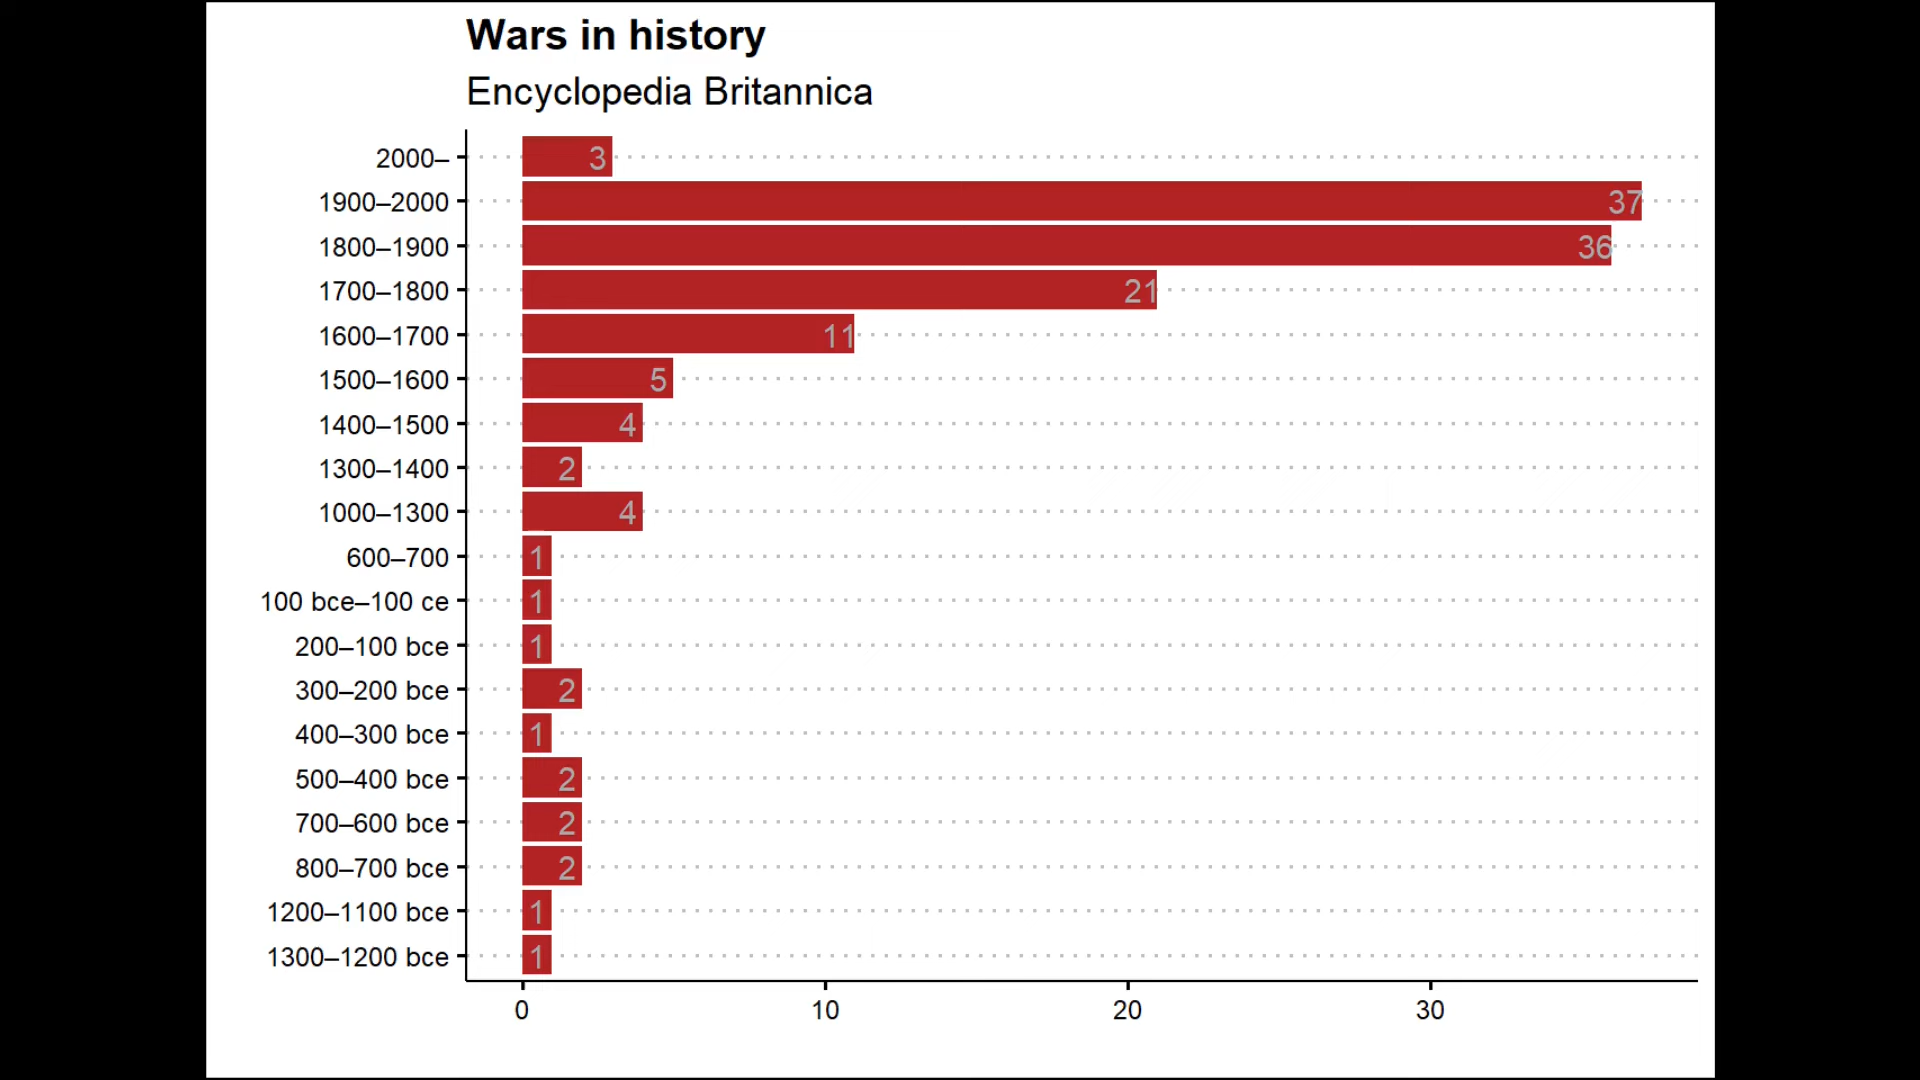 Wars in history
Encyclopedia Britannica
2000– 3
1900–2000 37
1800–1900 36
1700–1800 21
1600–1700 11
1500–1600 5
1400–1500 4
1300–1400 2
1000–1300 4
600–700 1
100 bce–100 ce 1
200–100 bce 1
300–200 bce 2
400–300 bce 1
500–400 bce 2
700–600 bce 2
800–700 bce 2
1200–1100 bce 1
1300–1200 bce 1
0 10 20 30